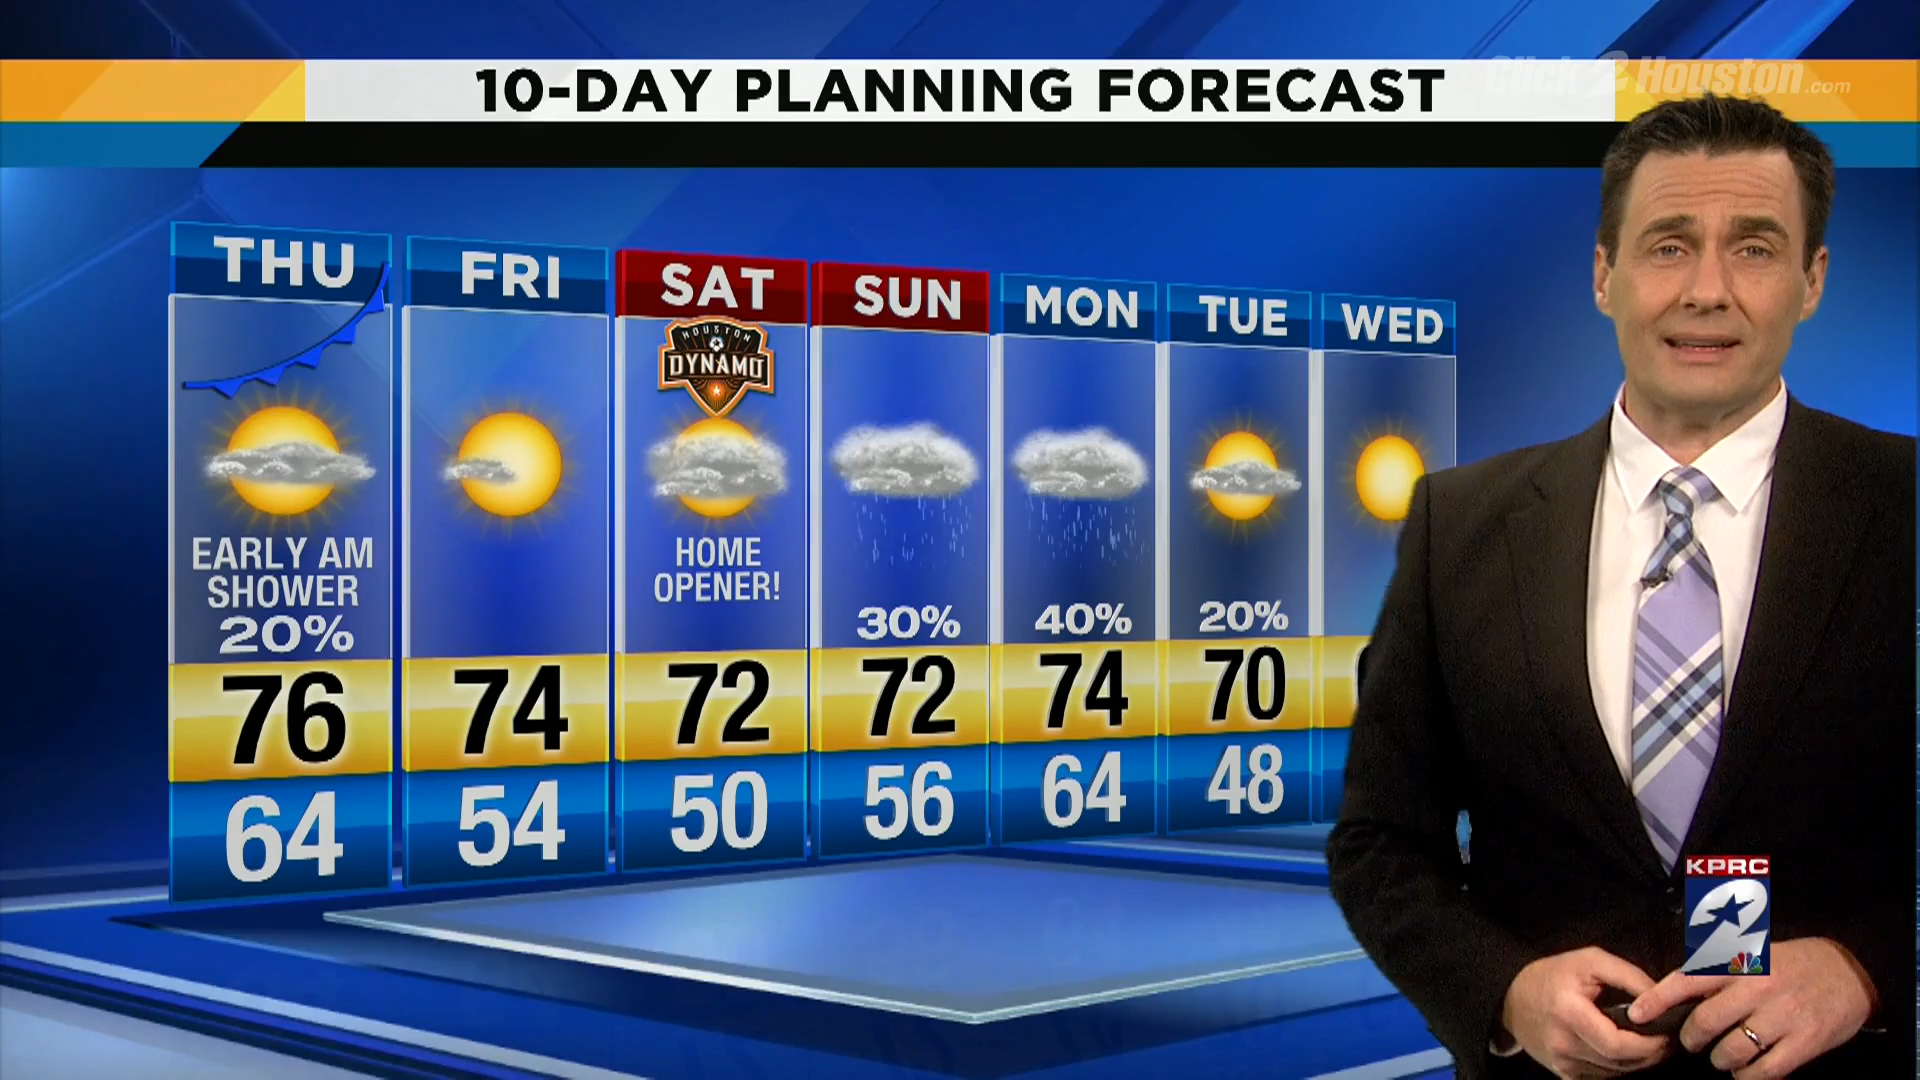 Click2Houston.com
10-DAY PLANNING FORECAST
THU
FRI
SAT
SUN
MON
TUE
WED
HOUSTON
DYNAMO
EARLY AM
SHOWER
20%
HOME
OPENER!
30%
40%
20%
76
74
72
72
74
70
64
54
50
56
64
48
KPRC
2